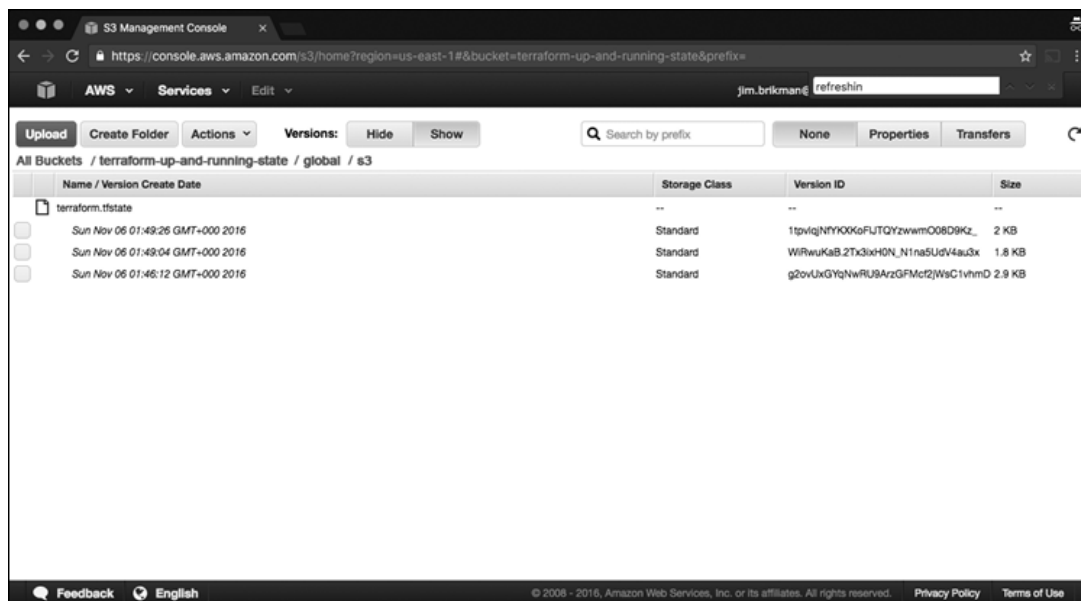 S3 Management Console
https://console.aws.amazon.com/s3/home?region=us-east-1#&bucket=terraform-up-and-running-state&prefix=
AWS Services Edit jim.brikman@ refreshin
Upload Create Folder Actions Versions: Hide Show Search by prefix None Properties Transfers
All Buckets / terraform-up-and-running-state / global / s3
Name / Version Create Date Storage Class Version ID Size
terraform.tfstate -- -- --
Sun Nov 06 01:49:26 GMT+000 2016 Standard 2 KB
Sun Nov 06 01:49:04 GMT+000 2016 Standard 1.8 KB
Sun Nov 06 01:46:12 GMT+000 2016 Standard 2.9 KB
Feedback English © 2008 - 2016, Amazon Web Services, Inc. or its affiliates. All rights reserved. Privacy Policy Terms of Use